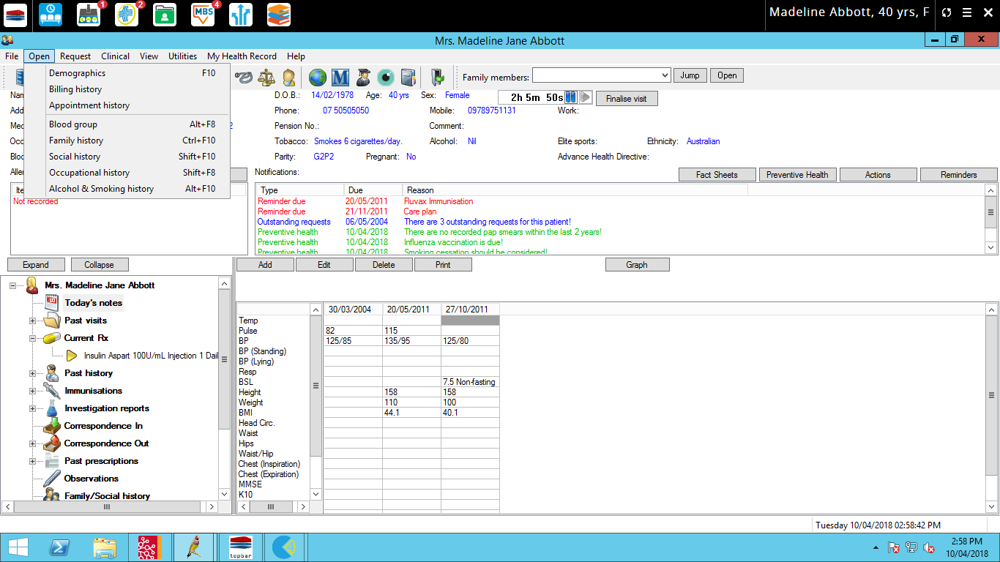 1
2
MBS
4
Madeline Abbott, 40 yrs, F
Mrs. Madeline Jane Abbott
File Open Request Clinical View Utilities My Health Record Help
Demographics F10
Billing history
Appointment history
Blood group Alt+F8
Family history Ctrl+F10
Social history Shift+F10
Occupational history Shift+F8
Alcohol & Smoking history Alt+F10
M
Family members:
Jump
Open
Nam
D.O.B.: 14/02/1978 Age: 40 yrs Sex: Female
2h 5m 50s
Finalise visit
Add
Phone: 07 50505050 Mobile: 09789751131 Work:
Med
2
Pension No.: Comment:
Occ
Tobacco: Smokes 6 cigarettes/day. Alcohol: Nil Elite sports: Ethnicity: Australian
Bloo
Parity: G2P2 Pregnant: No Advance Health Directive:
Aller
Notifications:
Fact Sheets
Preventive Health
Actions
Reminders
Ite
Not recorded
Type Due Reason
Reminder due 20/05/2011 Fluvax Immunisation
Reminder due 21/11/2011 Care plan
Outstanding requests 06/05/2004 There are 3 outstanding requests for this patient!
Preventive health 10/04/2018 There are no recorded pap smears within the last 2 years!
Preventive health 10/04/2018 Influenza vaccination is due!
Preventive health 10/04/2018 Smoking cessation should be considered!
Expand
Collapse
Add
Edit
Delete
Print
Graph
Mrs. Madeline Jane Abbott
Today's notes
Past visits
Current Rx
Insulin Aspart 100U/mL Injection 1 Dail
Past history
Immunisations
Investigation reports
Correspondence In
Correspondence Out
Past prescriptions
Observations
Family/Social history
30/03/2004 20/05/2011 27/10/2011
Temp
Pulse 82 115
BP 125/85 135/95 125/80
BP (Standing)
BP (Lying)
Resp
BSL 7.5 Non-fasting
Height 158 158
Weight 110 100
BMI 44.1 40.1
Head Circ.
Waist
Hips
Waist/Hip
Chest (Inspiration)
Chest (Expiration)
MMSE
K10
Tuesday 10/04/2018 02:58:42 PM
topbar
2:58 PM
10/04/2018